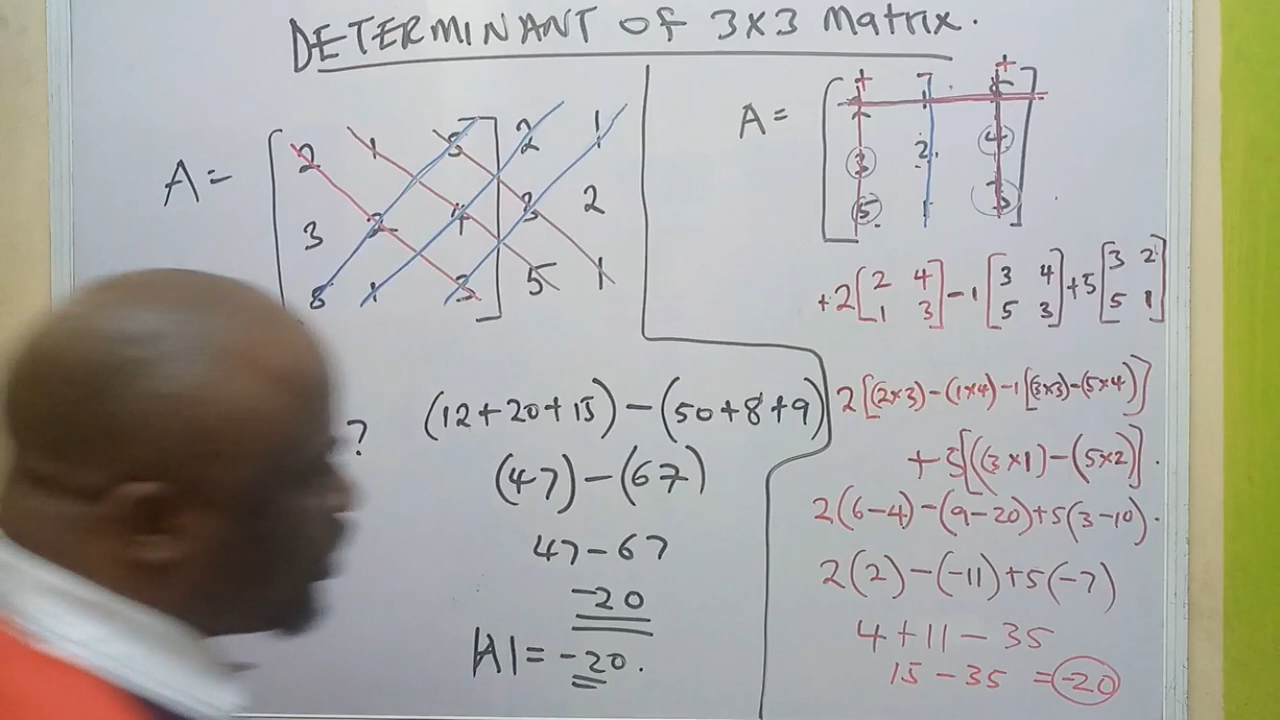 DETERMINANT OF 3X3 Matrix.
A= [2 1 5] 2 1
3 2 4 3 2
5 1 3 5 1
?
(12+20+15)-(50+8+9)
(47)-(67)
47-67
-20
|A|= -20.
A=
+ - +
3 2. 4
5. 1 3
+2[2 4]-1[3 4]+5[3 2]
1 3 5 3 5 1
2[(2x3)-(1x4)-1[(3x3)-(5x4)]
+5[(3x1)-(5x2)].
2(6-4)-(9-20)+5(3-10).
2(2)-(-11)+5(-7)
4+11-35
15-35 =-20